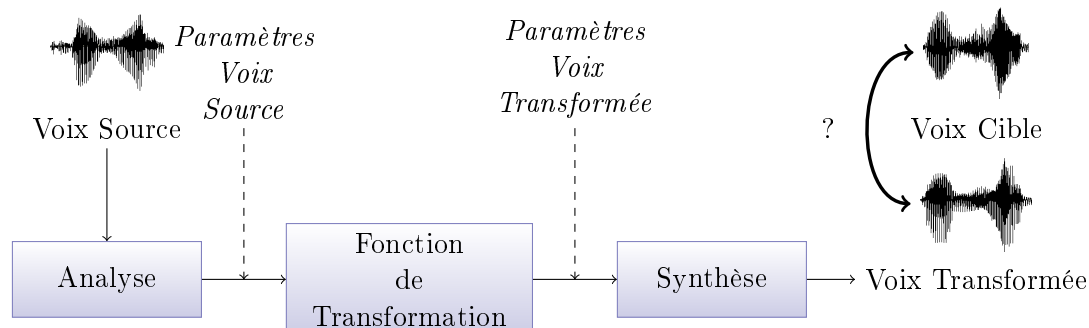 Paramètres
Voix
Source
Paramètres
Voix
Transformée
Voix Source
?
Voix Cible
Analyse
Fonction
de
Transformation
Synthèse
Voix Transformée